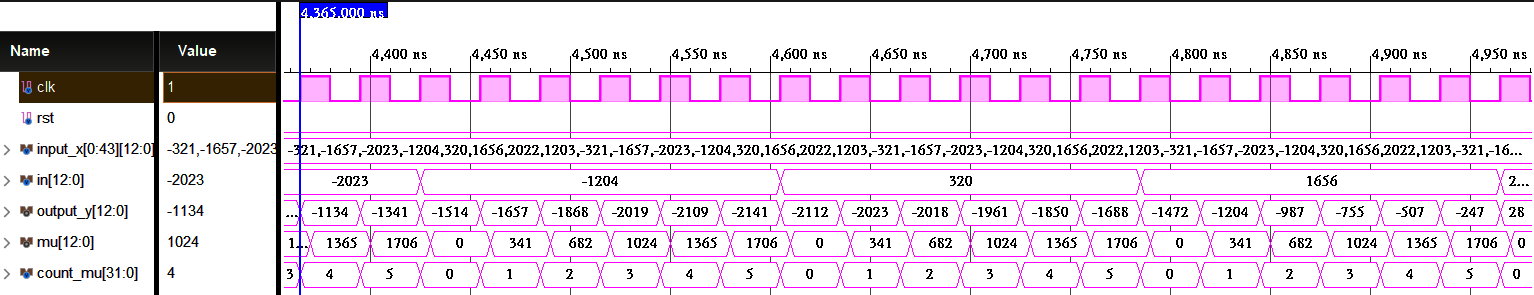 4,365.000 ns
Name Value 4,400 ns 4,450 ns 4,500 ns 4,550 ns 4,600 ns 4,650 ns 4,700 ns 4,750 ns 4,800 ns 4,850 ns 4,900 ns 4,950 ns
clk 1
rst 0
input_x[0:43][12:0] -321,-1657,-2023 -321,-1657,-2023,-1204,320,1656,2022,1203,-321,-1657,-2023,-1204,320,1656,2022,1203,-321,-1657,-2023,-1204,320,1656,2022,1203,-321,-1657,-2023,-1204,320,1656,2022,1203,-321,-16...
in[12:0] -2023 -2023 -1204 320 1656 2...
output_y[12:0] -1134 ... -1134 -1341 -1514 -1657 -1868 -2019 -2109 -2141 -2112 -2023 -2018 -1961 -1850 -1688 -1472 -1204 -987 -755 -507 -247 28
mu[12:0] 1024 1... 1365 1706 0 341 682 1024 1365 1706 0 341 682 1024 1365 1706 0 341 682 1024 1365 1706 0
count_mu[31:0] 4 3 4 5 0 1 2 3 4 5 0 1 2 3 4 5 0 1 2 3 4 5 0